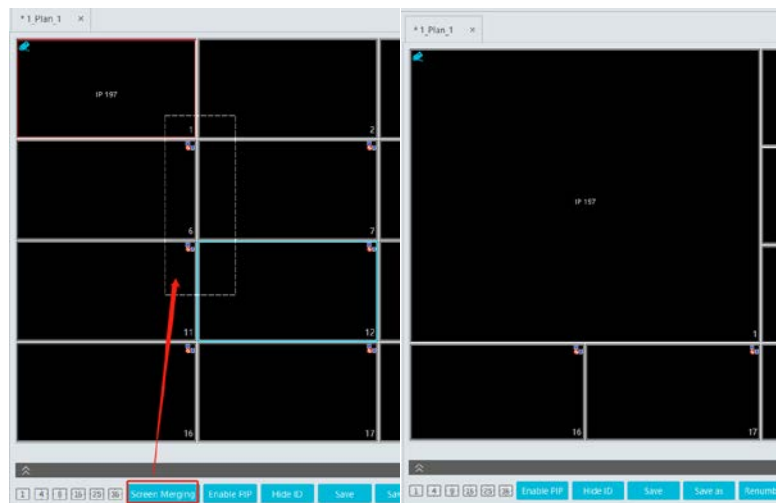 * 1_Plan_1 ×
IP 197
1
2
6
7
11
12
16
17
1 4 9 16 25 36 Screen Merging Enable PIP Hide ID Save Sav
* 1_Plan_1 ×
IP 197
1
16
17
1 4 9 16 25 36 Enable PIP Hide ID Save Save as Renumb